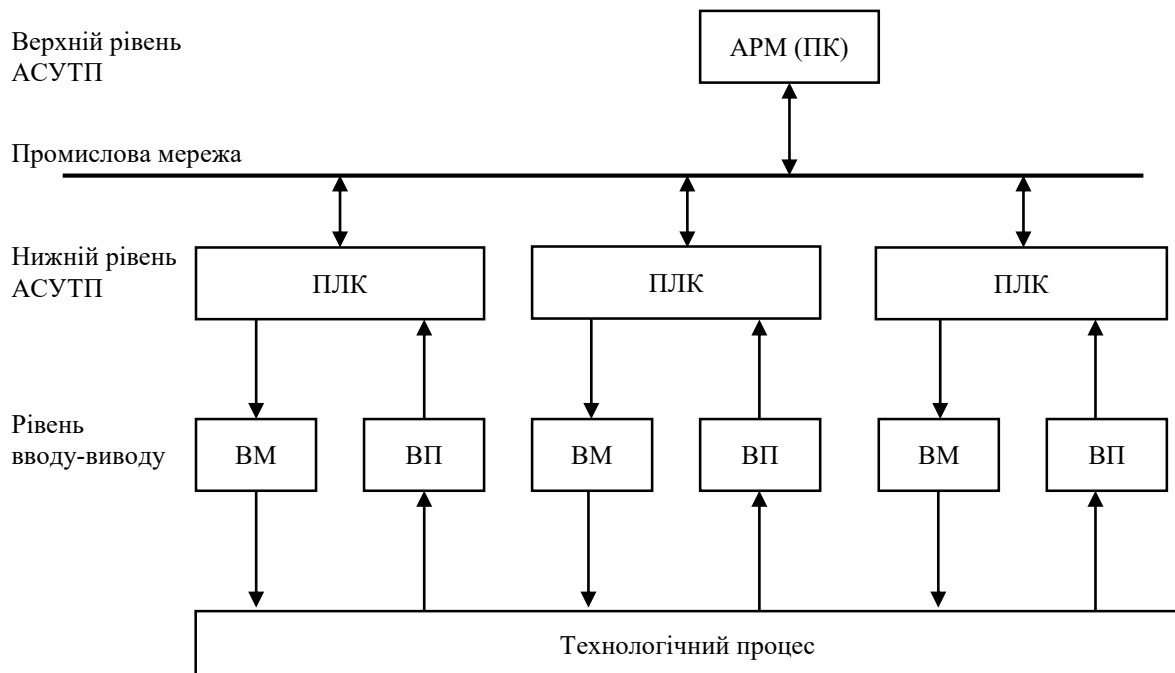 Верхній рівень
АСУТП
АРМ (ПК)
Промислова мережа
Нижній рівень
АСУТП
ПЛК
ПЛК
ПЛК
Рівень
вводу-виводу
ВМ
ВП
ВМ
ВП
ВМ
ВП
Технологічний процес